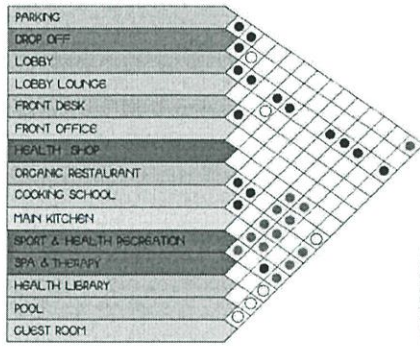 PARKING
DROP OFF
LOBBY
LOBBY LOUNGE
FRONT DESK
FRONT OFFICE
HEALTH SHOP
ORGANIC RESTAURANT
COOKING SCHOOL
MAIN KITCHEN
SPORT & HEALTH RECREATION
SPA & THERAPY
HEALTH LIBRARY
POOL
GUEST ROOM